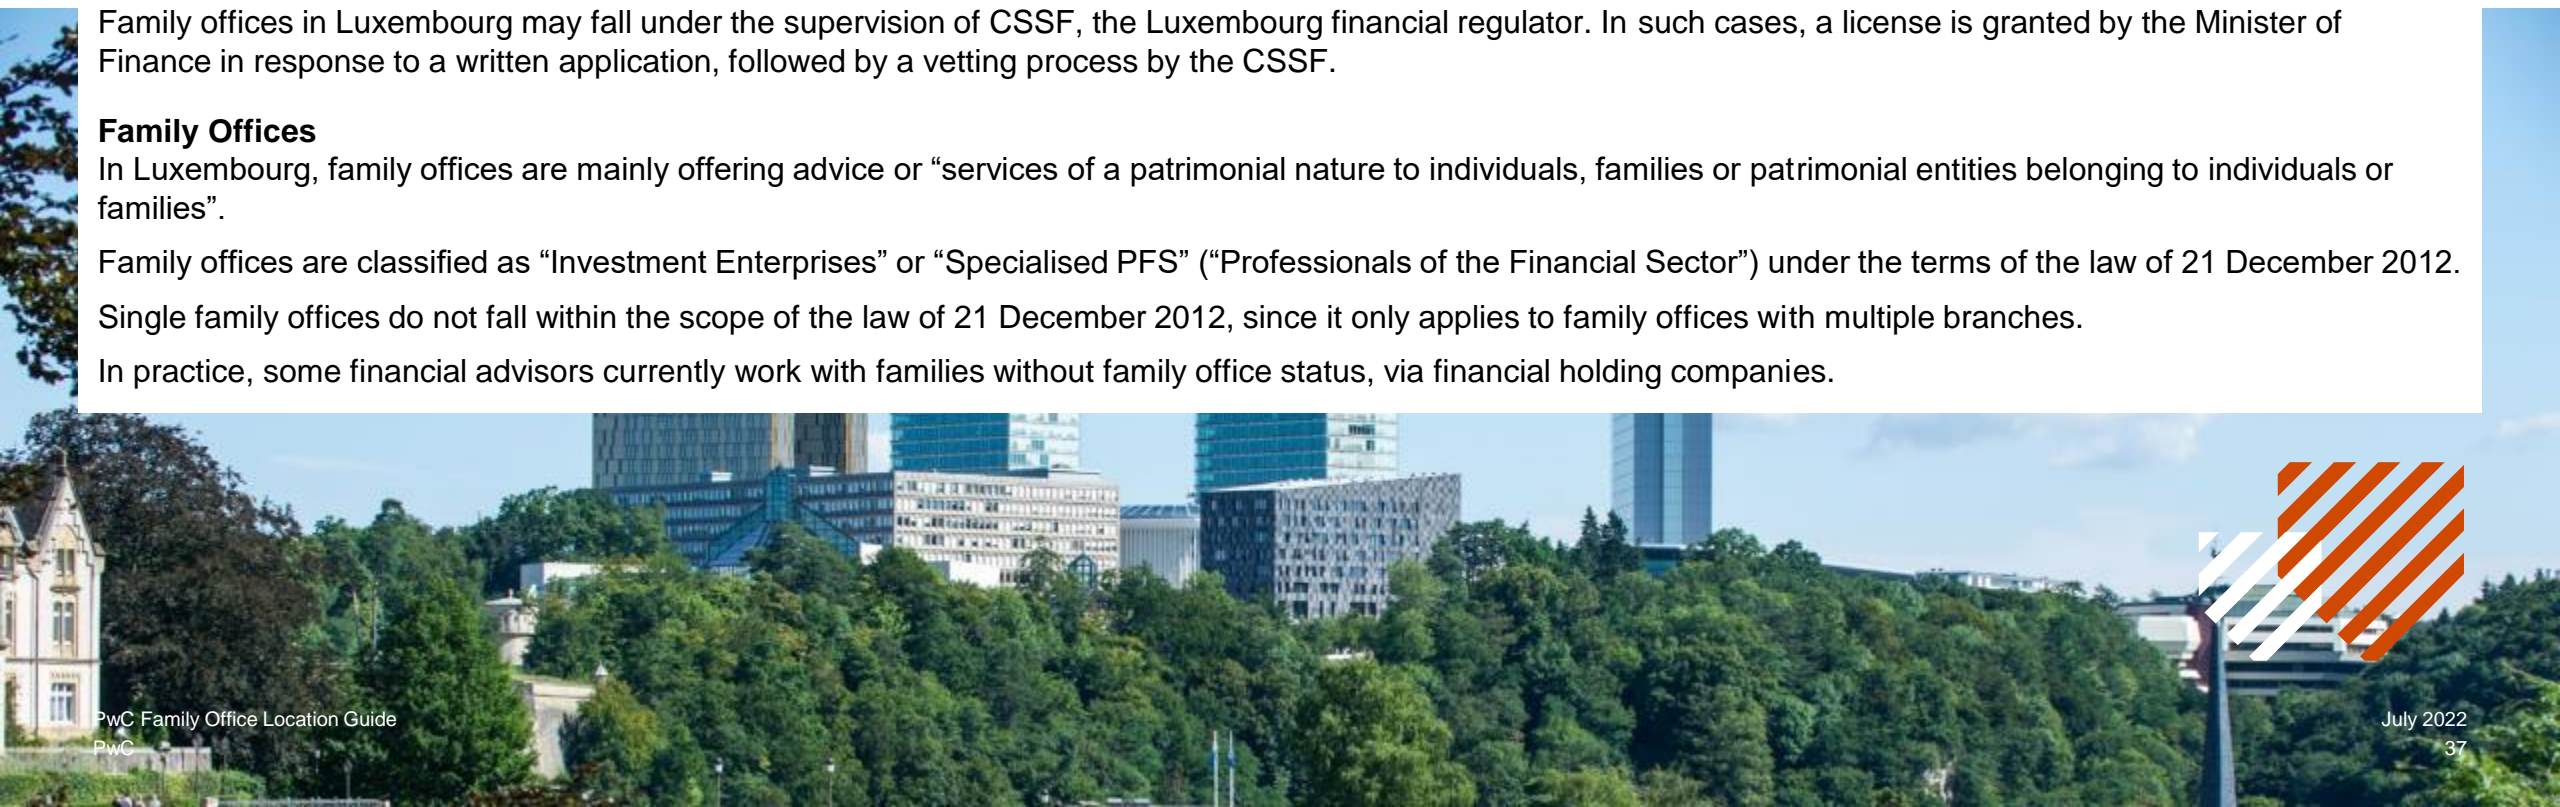 Family offices in Luxembourg may fall under the supervision of CSSF, the Luxembourg financial regulator. In such cases, a license is granted by the Minister of
Finance in response to a written application, followed by a vetting process by the CSSF.
Family Offices
In Luxembourg, family offices are mainly offering advice or “services of a patrimonial nature to individuals, families or patrimonial entities belonging to individuals or
families”.
Family offices are classified as “Investment Enterprises” or “Specialised PFS” (“Professionals of the Financial Sector”) under the terms of the law of 21 December 2012.
Single family offices do not fall within the scope of the law of 21 December 2012, since it only applies to family offices with multiple branches.
In practice, some financial advisors currently work with families without family office status, via financial holding companies.
PwC Family Office Location Guide
PwC
July 2022
37